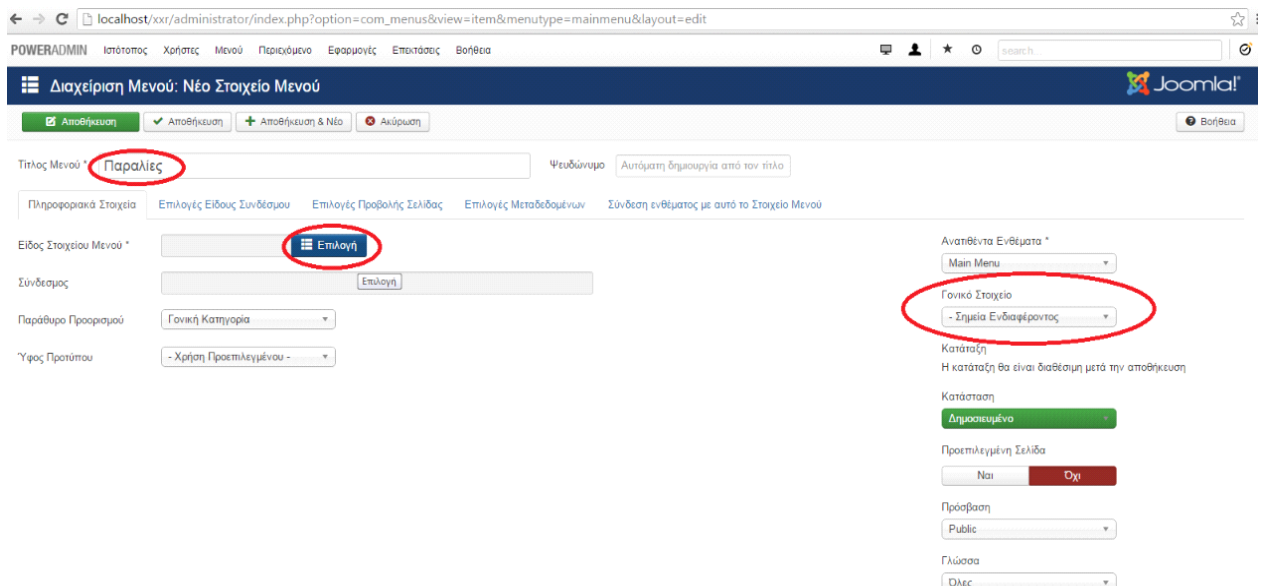 localhost/xxr/administrator/index.php?option=com_menus&view=item&menutype=mainmenu&layout=edit
POWERADMIN Ιστότοπος Χρήστες Μενού Περιεχόμενο Εφαρμογές Επεκτάσεις Βοήθεια search...
Διαχείριση Μενού: Νέο Στοιχείο Μενού Joomla!
Αποθήκευση Αποθήκευση Αποθήκευση & Νέο Ακύρωση Βοήθεια
Τίτλος Μενού * Παραλίες Ψευδώνυμο Αυτόματη δημιουργία από τον τίτλο
Πληροφοριακά Στοιχεία Επιλογές Είδους Συνδέσμου Επιλογές Προβολής Σελίδας Επιλογές Μεταδεδομένων Σύνδεση ενθέματος με αυτό το Στοιχείο Μενού
Είδος Στοιχείου Μενού * Επιλογή
Σύνδεσμος Επιλογή
Παράθυρο Προορισμού Γονική Κατηγορία
Ύφος Προτύπου - Χρήση Προεπιλεγμένου -
Ανατιθέντα Ενθέματα *
Main Menu
Γονικό Στοιχείο
- Σημεία Ενδιαφέροντος
Κατάταξη
Η κατάταξη θα είναι διαθέσιμη μετά την αποθήκευση
Κατάσταση
Δημοσιευμένο
Προεπιλεγμένη Σελίδα
Ναι Όχι
Πρόσβαση
Public
Γλώσσα
Όλες